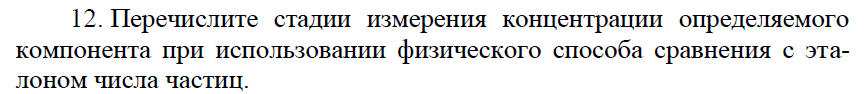 12. Перечислите стадии измерения концентрации определяемого
компонента при использовании физического способа сравнения с эта-
лоном числа частиц.